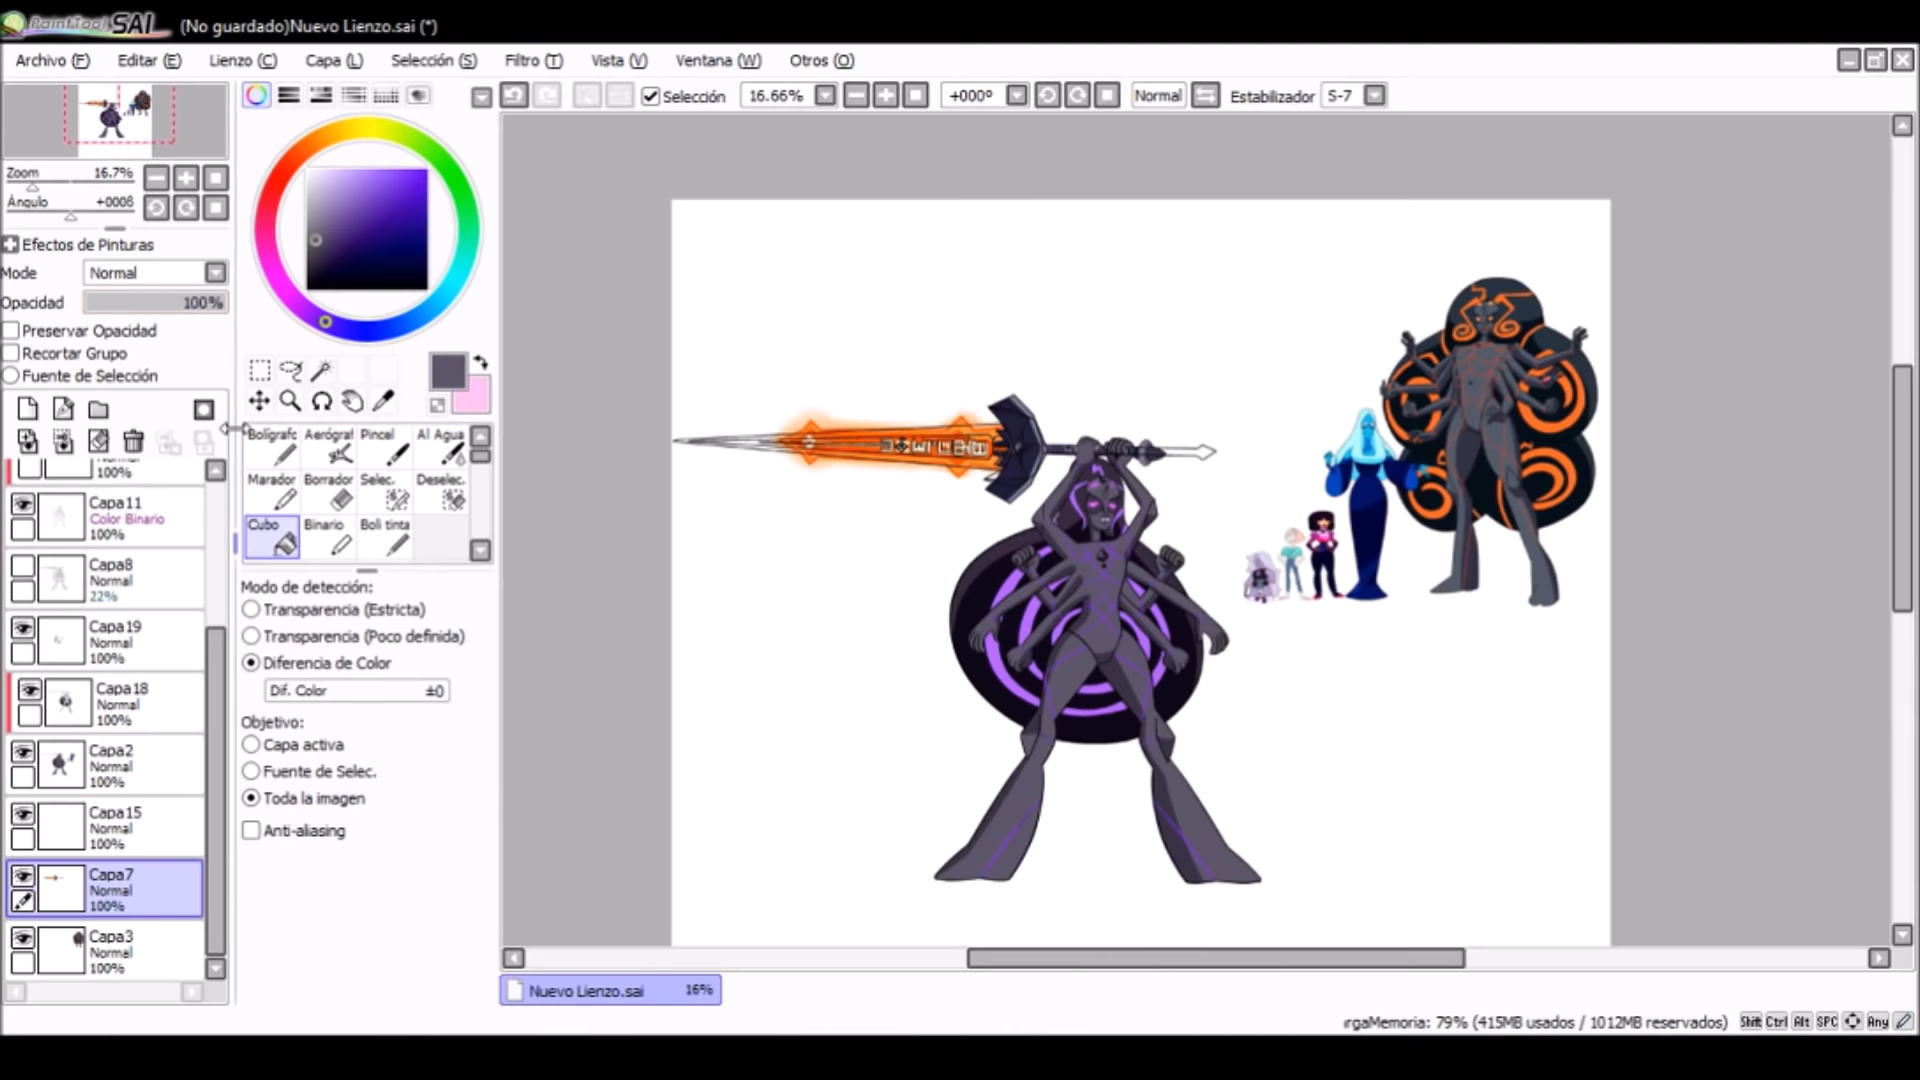 PaintTool SAI (No guardado)Nuevo Lienzo.sai (*)
Archivo (F) Editar (E) Lienzo (C) Capa (L) Selección (S) Filtro (T) Vista (V) Ventana (W) Otros (O)
Selección 16.66% +000º Normal Estabilizador S-7
Zoom 16.7%
Ángulo +000ß
Efectos de Pinturas
Mode Normal
Opacidad 100%
Preservar Opacidad
Recortar Grupo
Fuente de Selección
Normal
100%
Capa11
Color Binario
100%
Capa8
Normal
22%
Capa19
Normal
100%
Capa18
Normal
100%
Capa2
Normal
100%
Capa15
Normal
100%
Capa7
Normal
100%
Capa3
Normal
100%
Bolígrafo Aerógraf Pincel Al Agua
Marador Borrador Selec. Deselec.
Cubo Binario Boli tinta
Modo de detección:
Transparencia (Estricta)
Transparencia (Poco definida)
Diferencia de Color
Dif. Color ±0
Objetivo:
Capa activa
Fuente de Selec.
Toda la imagen
Anti-aliasing
Nuevo Lienzo.sai 16%
rgaMemoria: 79% (415MB usados / 1012MB reservados) Shift Ctrl Alt SPC Any